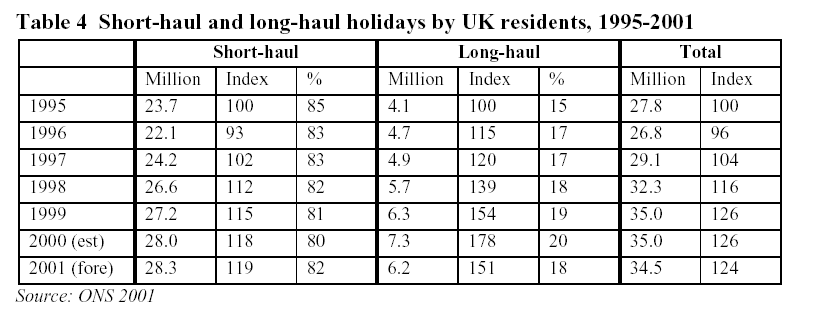 Table 4 Short-haul and long-haul holidays by UK residents, 1995-2001
Short-haul Long-haul Total
Million Index % Million Index % Million Index
1995 23.7 100 85 4.1 100 15 27.8 100
1996 22.1 93 83 4.7 115 17 26.8 96
1997 24.2 102 83 4.9 120 17 29.1 104
1998 26.6 112 82 5.7 139 18 32.3 116
1999 27.2 115 81 6.3 154 19 35.0 126
2000 (est) 28.0 118 80 7.3 178 20 35.0 126
2001 (fore) 28.3 119 82 6.2 151 18 34.5 124
Source: ONS 2001